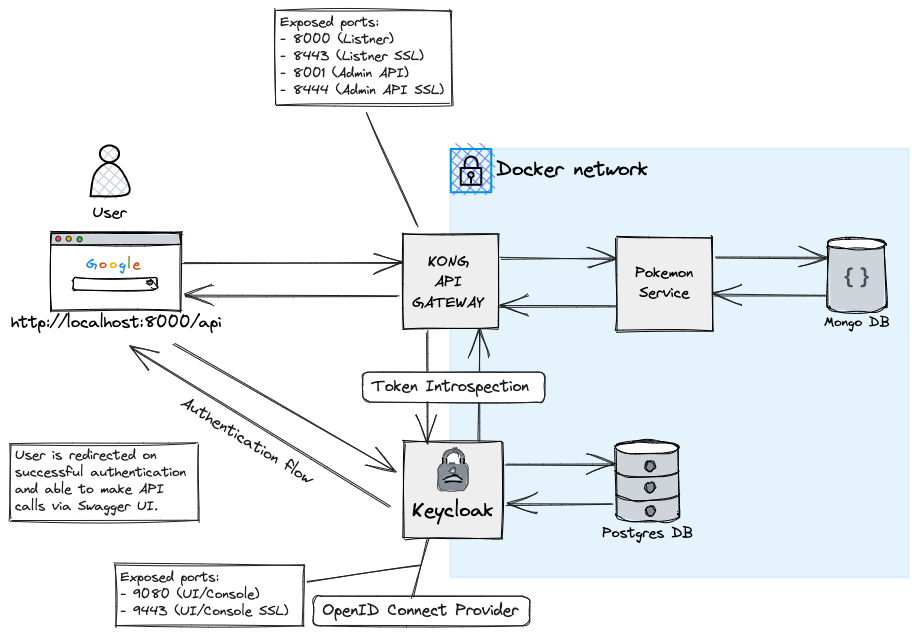 Exposed ports:
- 8000 (Listner)
- 8443 (Listner SSL)
- 8001 (Admin API)
- 8444 (Admin API SSL)
Docker network
User
Google
http://localhost:8000/api
KONG
API
GATEWAY
Pokemon
Service
{ }
Mongo DB
Token Introspection
Authentication flow
User is redirected on
successful authentication
and able to make API
calls via Swagger UI.
Keycloak
Postgres DB
Exposed ports:
- 9080 (UI/Console)
- 9443 (UI/Console SSL)
OpenID Connect Provider